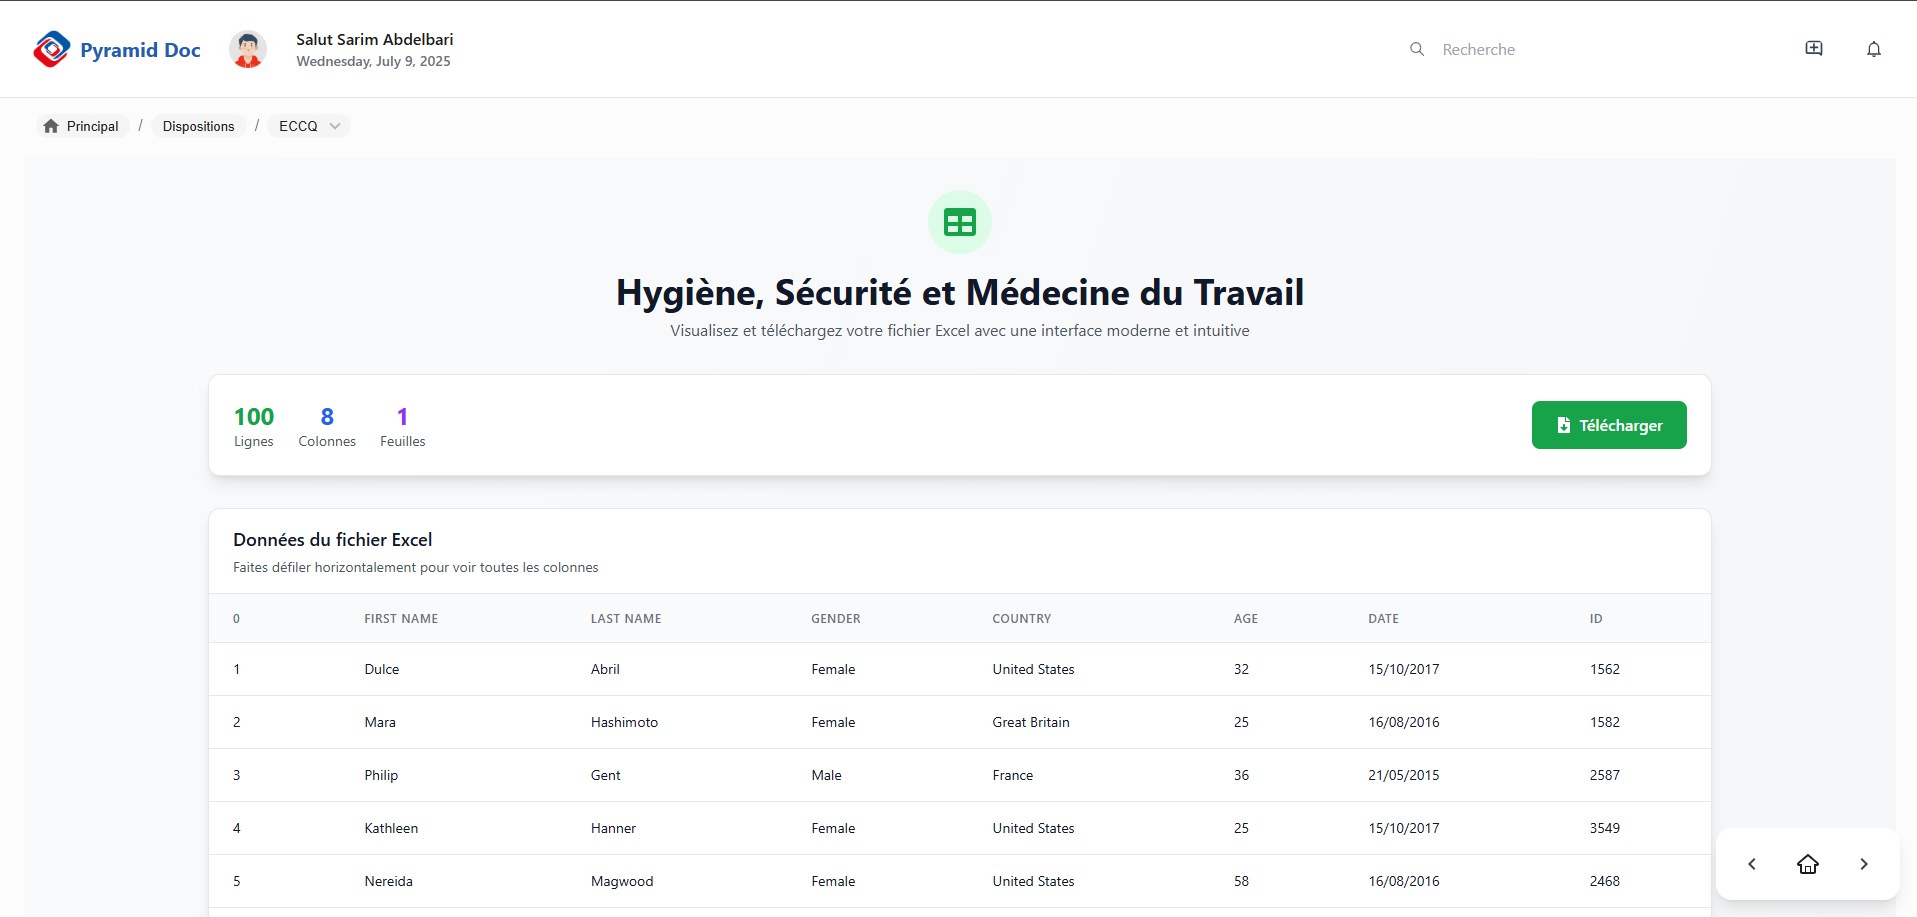 Pyramid Doc
Salut Sarim Abdelbari
Wednesday, July 9, 2025
Recherche
Principal / Dispositions / ECCQ
Hygiène, Sécurité et Médecine du Travail
Visualisez et téléchargez votre fichier Excel avec une interface moderne et intuitive
100 8 1
Lignes Colonnes Feuilles
Télécharger
Données du fichier Excel
Faites défiler horizontalement pour voir toutes les colonnes
0 FIRST NAME LAST NAME GENDER COUNTRY AGE DATE ID
1 Dulce Abril Female United States 32 15/10/2017 1562
2 Mara Hashimoto Female Great Britain 25 16/08/2016 1582
3 Philip Gent Male France 36 21/05/2015 2587
4 Kathleen Hanner Female United States 25 15/10/2017 3549
5 Nereida Magwood Female United States 58 16/08/2016 2468